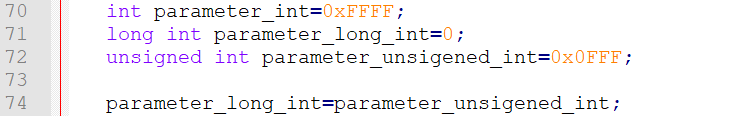 70 int parameter_int=0xFFFF;
71 long int parameter_long_int=0;
72 unsigned int parameter_unsigened_int=0x0FFF;
73
74 parameter_long_int=parameter_unsigened_int;